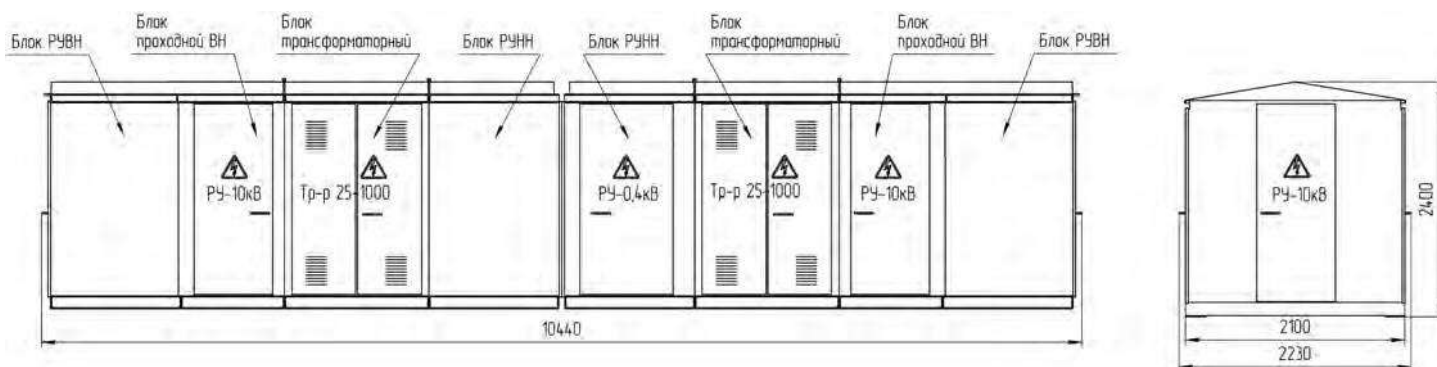 Блок РУВН
Блок
проходной ВН
Блок
трансформаторный
Блок РУНН
Блок РУНН
Блок
трансформаторный
Блок
проходной ВН
Блок РУВН
РУ-10кВ
Тр-р 25-1000
РУ-0,4кВ
Тр-р 25-1000
РУ-10кВ
РУ-10кВ
2400
10440
2100
2230